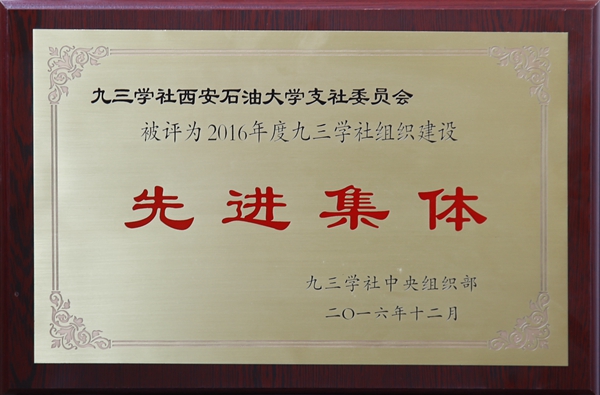 九三学社西安石油大学支社委员会
被评为2016年度九三学社组织建设
先进集体
九三学社中央组织部
二〇一六年十二月